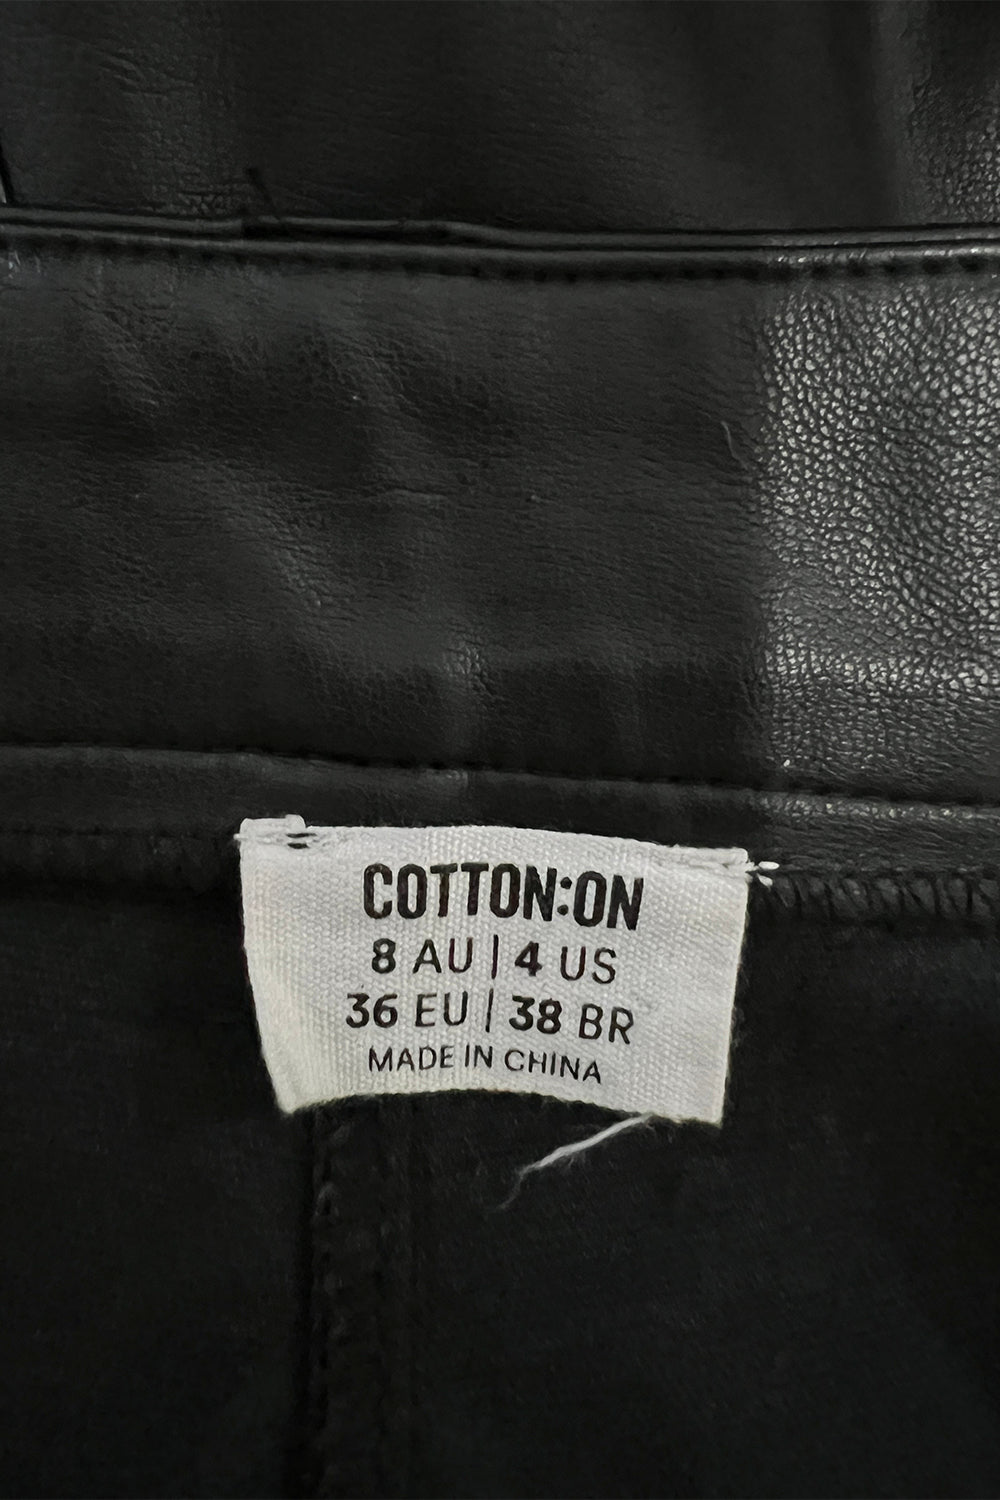 COTTON:ON
8 AU | 4 US
36 EU | 38 BR
MADE IN CHINA